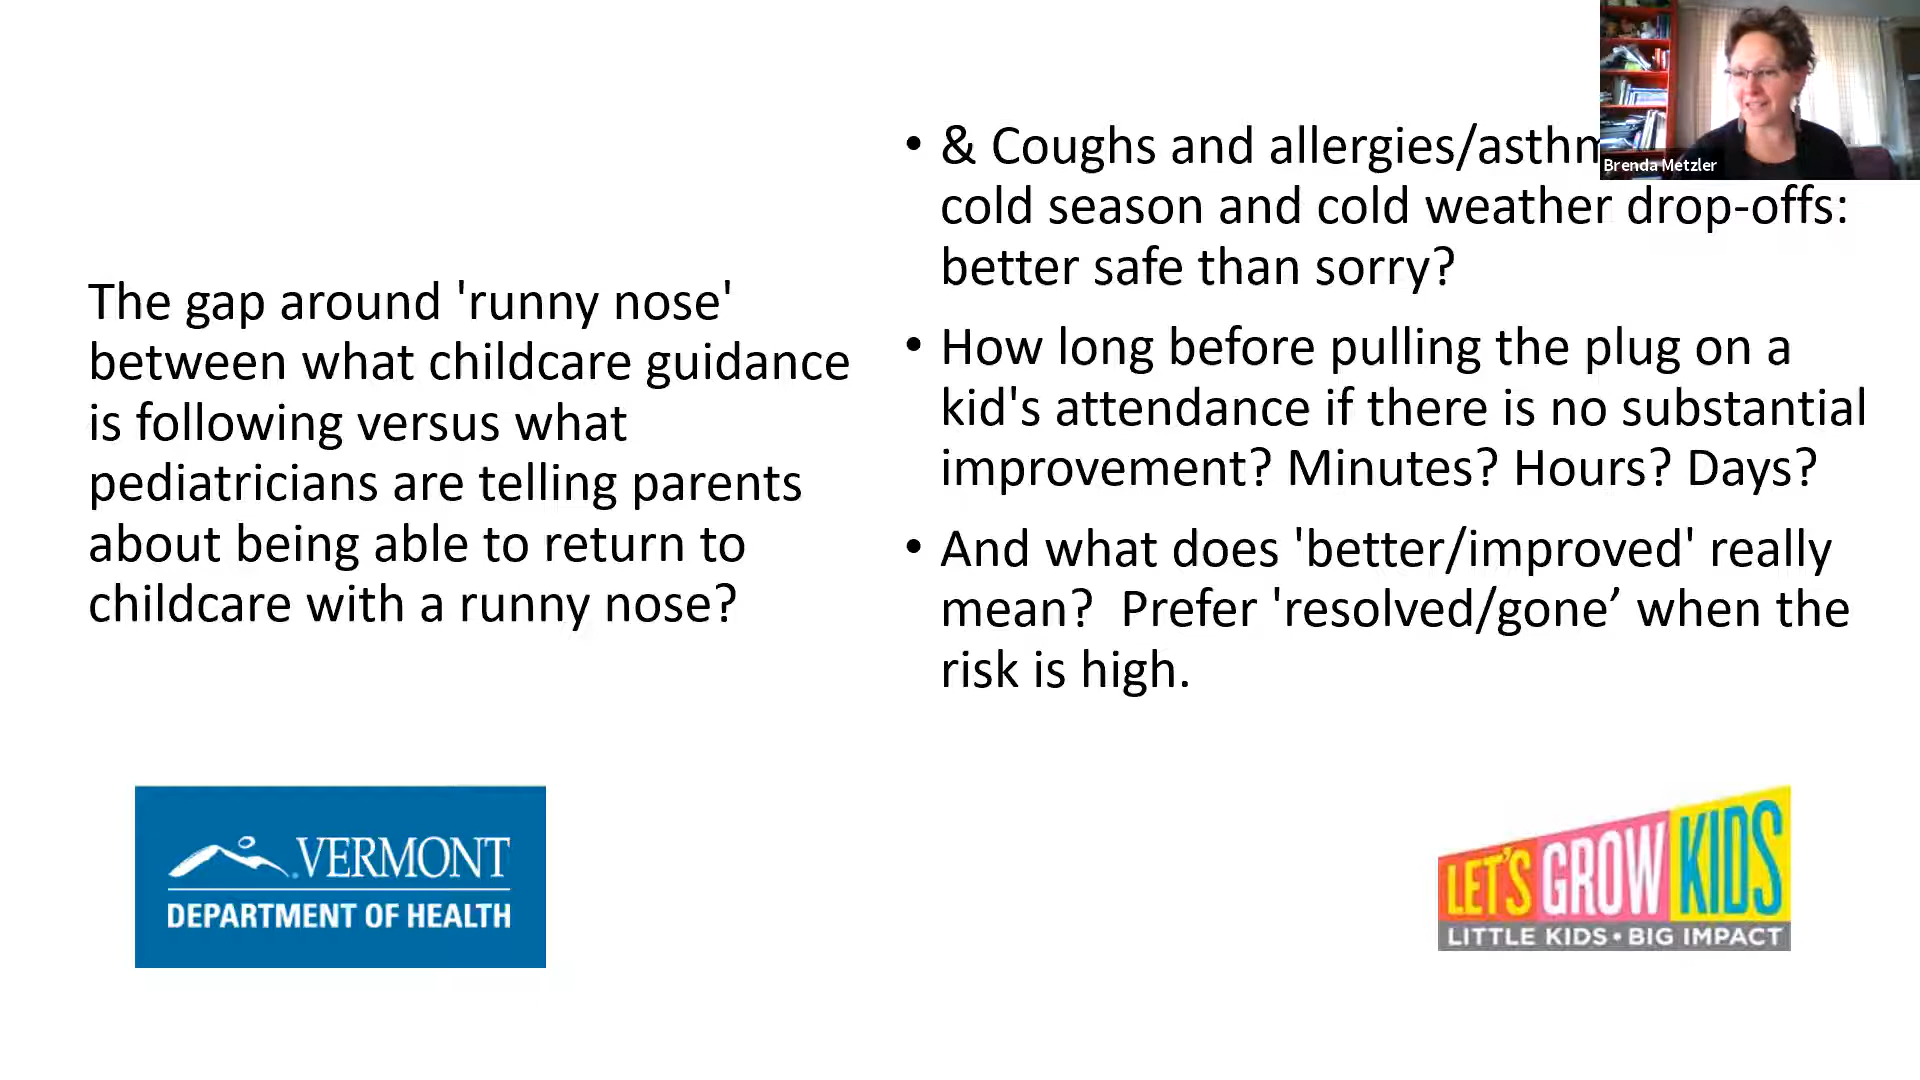 The gap around 'runny nose'
between what childcare guidance
is following versus what
pediatricians are telling parents
about being able to return to
childcare with a runny nose?
• & Coughs and allergies/asthm
cold season and cold weather drop-offs:
better safe than sorry?
• How long before pulling the plug on a
kid's attendance if there is no substantial
improvement? Minutes? Hours? Days?
• And what does 'better/improved' really
mean?  Prefer 'resolved/gone’ when the
risk is high.
Brenda Metzler
VERMONT
DEPARTMENT OF HEALTH
LET'S GROW KIDS
LITTLE KIDS • BIG IMPACT